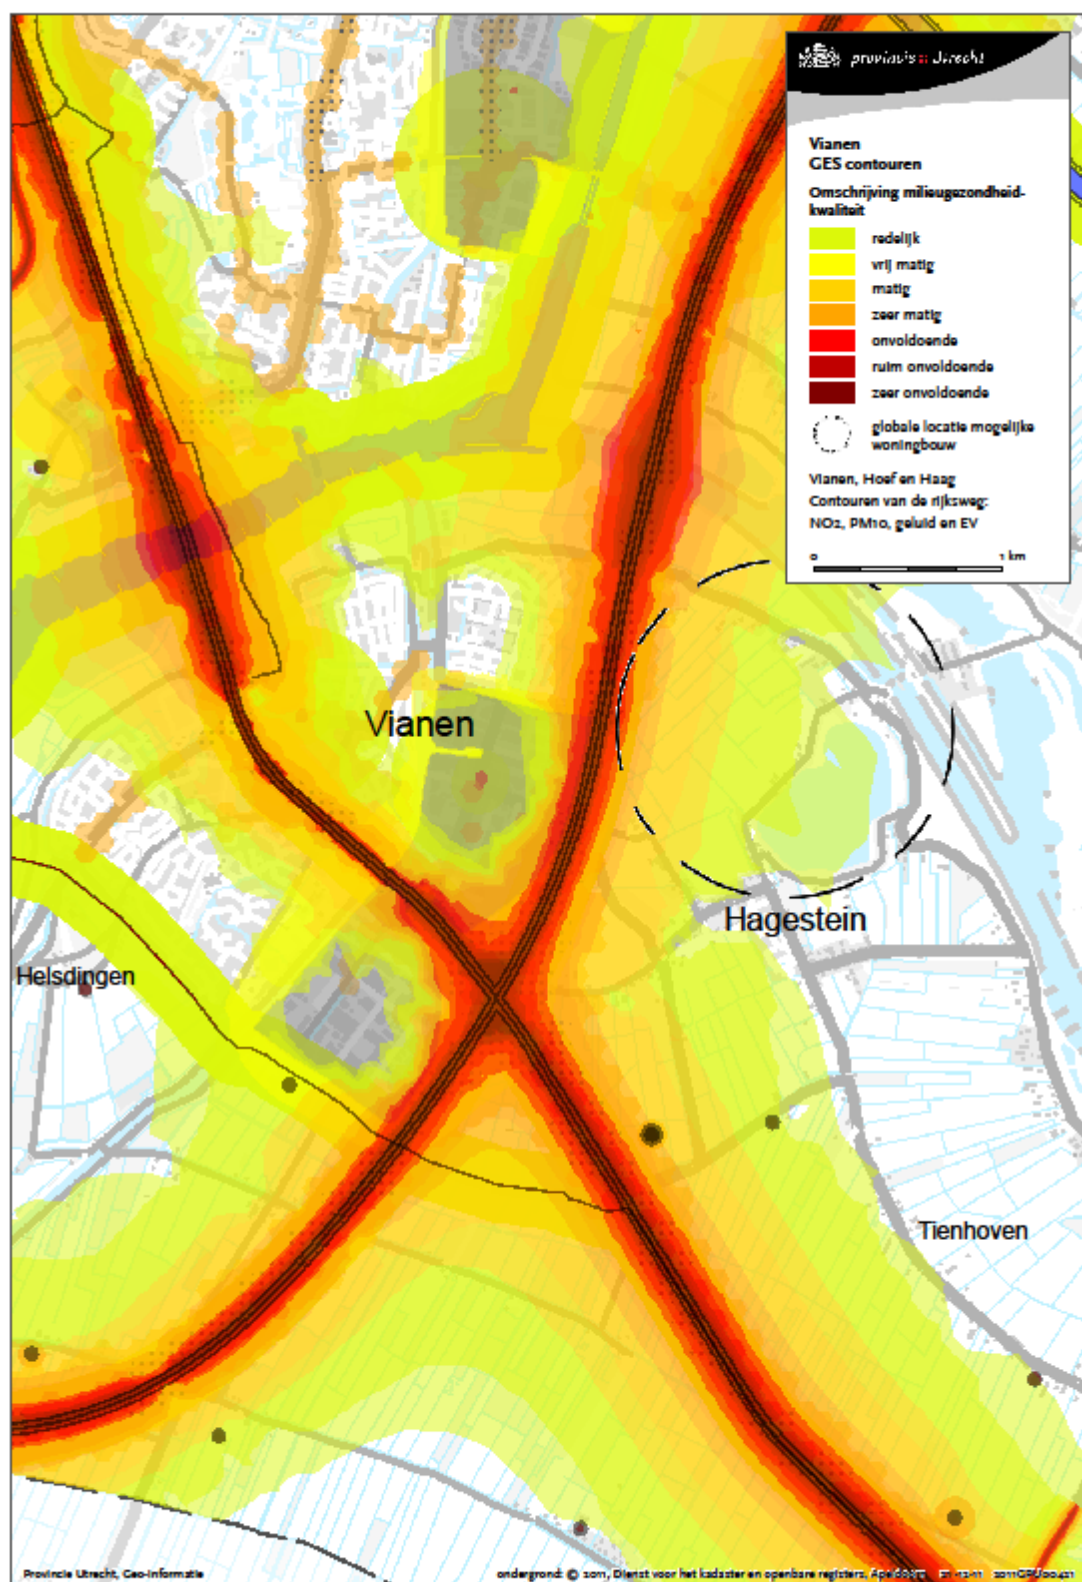 provincie Utrecht
Vianen
GES contouren
Omschrijving milieugezondheid-
kwaliteit
redelijk
vrij matig
matig
zeer matig
onvoldoende
ruim onvoldoende
zeer onvoldoende
globale locatie mogelijke
woningbouw
Vianen, Hoef en Haag
Contouren van de rijksweg:
NO2, PM10, geluid en EV
0 1 km
Vianen
Hagestein
Helsdingen
Tienhoven
Provincie Utrecht, Geo-Informatie
ondergrond: © 2011, Dienst voor het kadaster en openbare registers, Apeldoorn 21-12-11